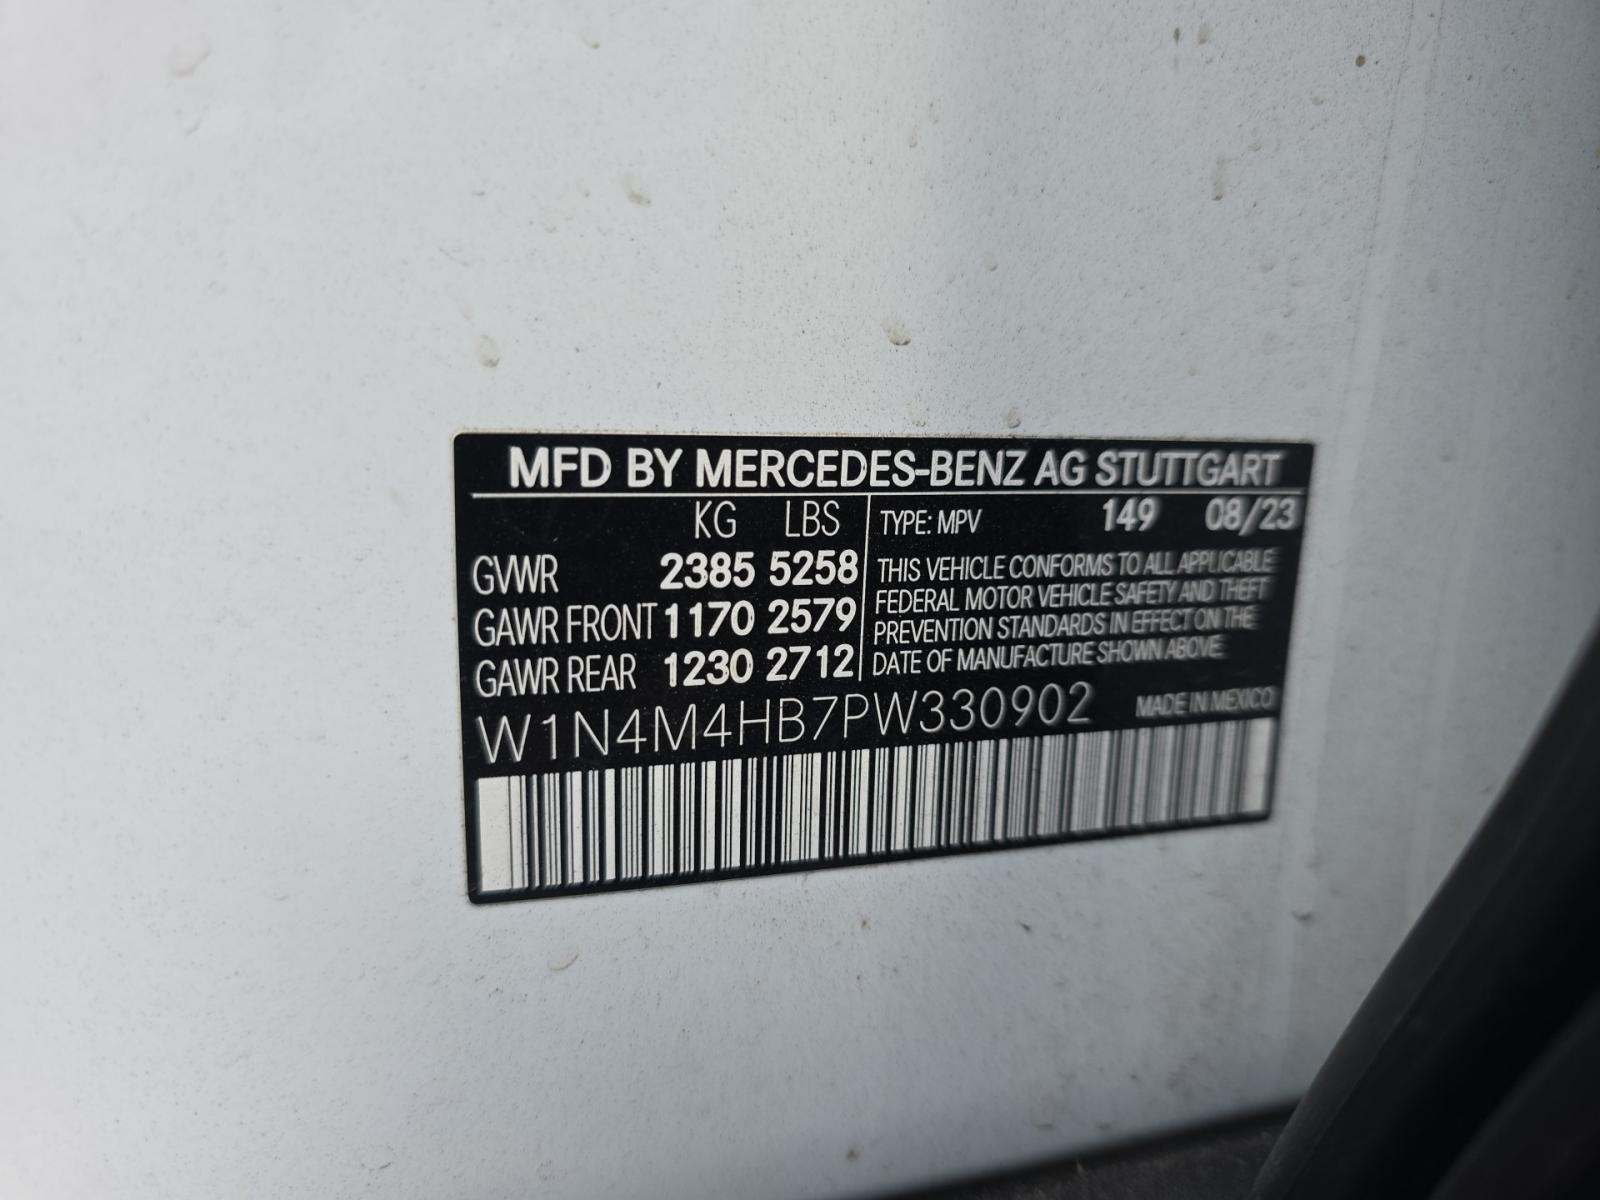 MFD BY MERCEDES-BENZ AG STUTTGART
KG LBS
GVWR 2385 5258
GAWR FRONT 1170 2579
GAWR REAR 1230 2712
TYPE: MPV 149 08/23
THIS VEHICLE CONFORMS TO ALL APPLICABLE
FEDERAL MOTOR VEHICLE SAFETY AND THEFT
PREVENTION STANDARDS IN EFFECT ON THE
DATE OF MANUFACTURE SHOWN ABOVE.
W1N4M4HB7PW330902 MADE IN MEXICO